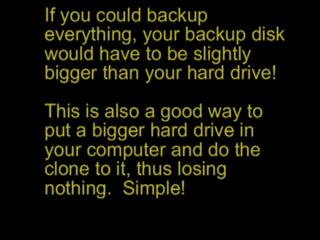 If you could backup
everything, your backup disk
would have to be slightly
bigger than your hard drive!
This is also a good way to
put a bigger hard drive in
your computer and do the
clone to it, thus losing
nothing.  Simple!